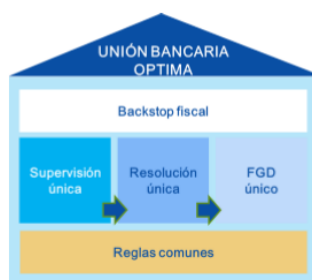 UNIÓN BANCARIA
OPTIMA
Backstop fiscal
Supervisión
única
Resolución
única
FGD
único
Reglas comunes